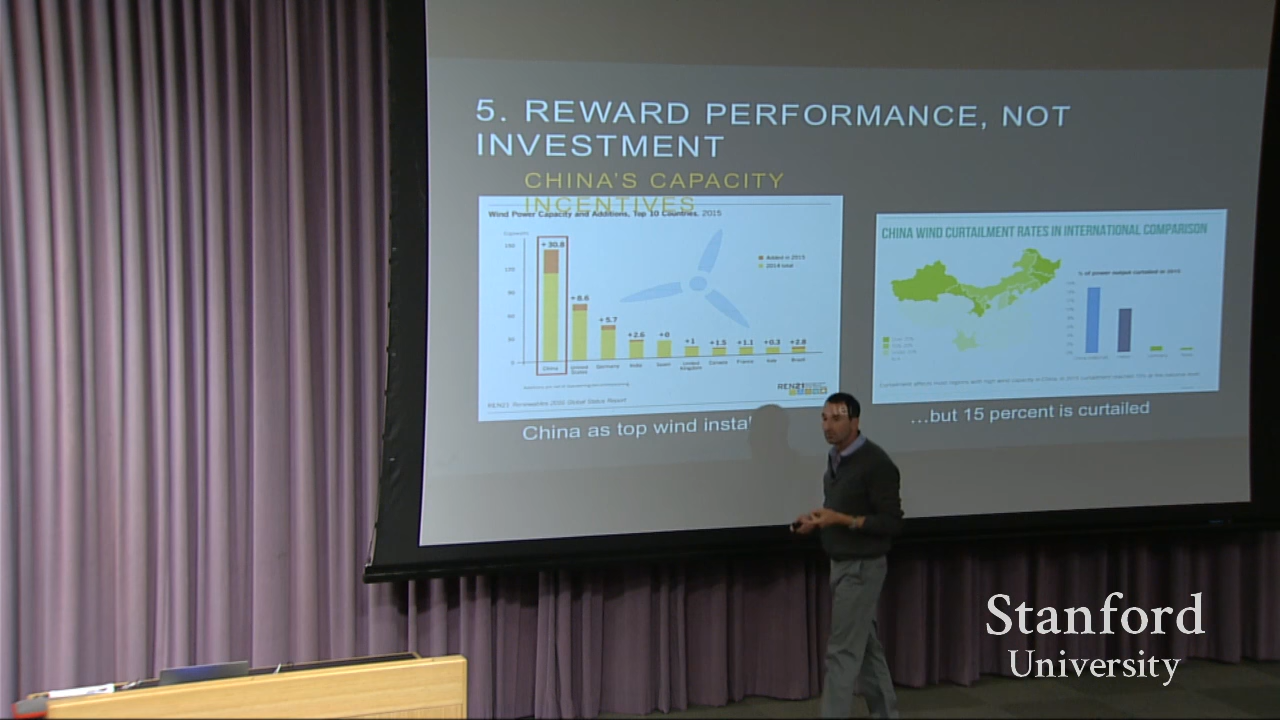 5. REWARD PERFORMANCE, NOT
INVESTMENT
CHINA'S CAPACITY
INCENTIVES
Wind Power Capacity and Additions, Top 10 Countries, 2015
Gigawatts
+ 30.8
+ 8.6
+ 5.7
+ 2.6
+ 0
+ 1
+ 1.5
+ 1.1
+ 0.3
+ 2.8
Added in 2015
2014 total
China
United
States
Germany
India
Spain
United
Kingdom
Canada
France
Italy
Brazil
REN21 Renewables 2016 Global Status Report
REN21
China as top wind instal
CHINA WIND CURTAILMENT RATES IN INTERNATIONAL COMPARISON
% of power output curtailed in 2015
…but 15 percent is curtailed
Stanford
University